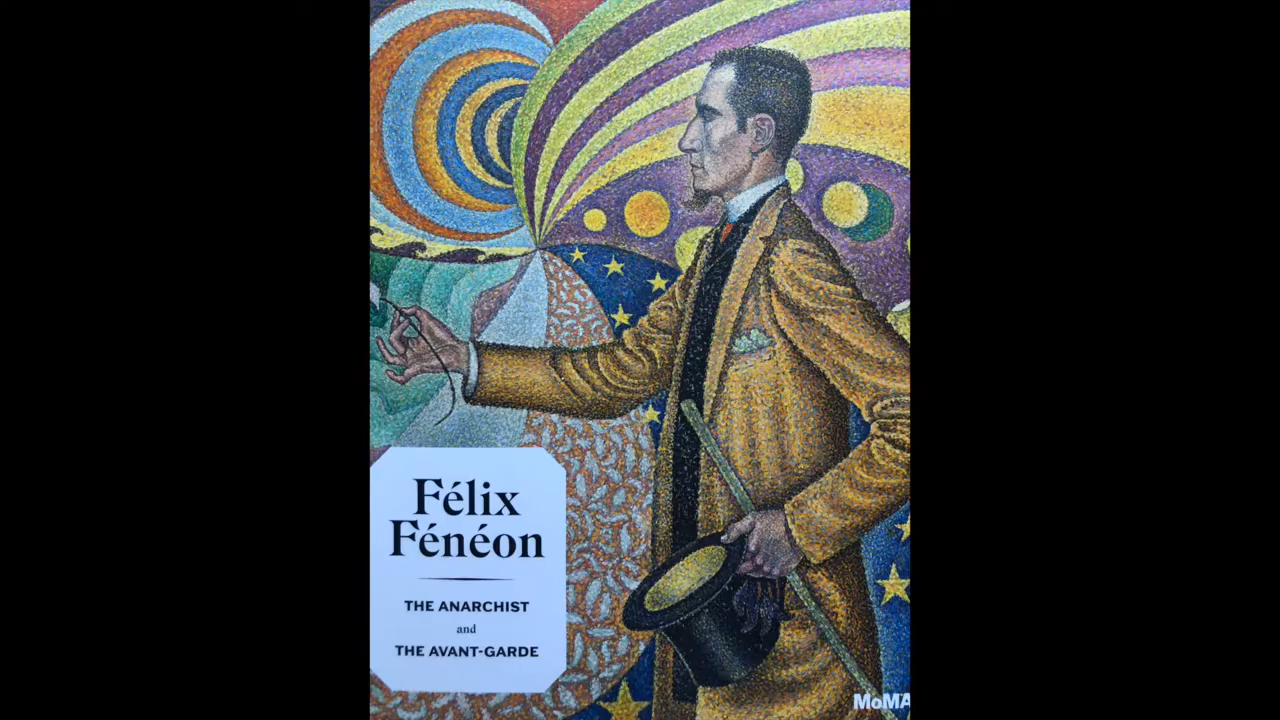 Félix
Fénéon
THE ANARCHIST
and
THE AVANT-GARDE
MoMA